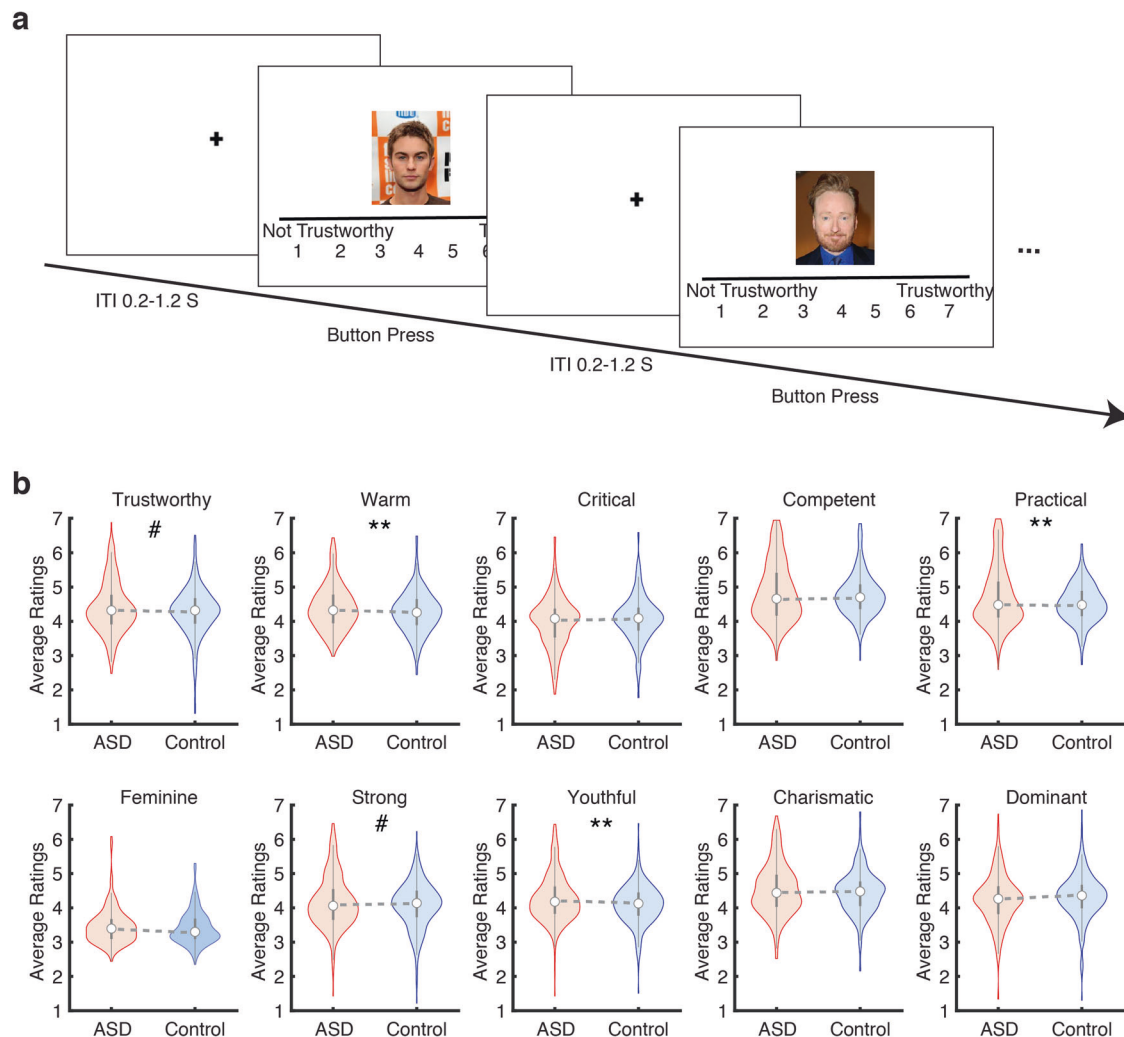 a
Not Trustworthy
1 2 3 4 5
Not Trustworthy Trustworthy
1 2 3 4 5 6 7
...
ITI 0.2-1.2 S
Button Press
ITI 0.2-1.2 S
Button Press
b
Trustworthy
#
Average Ratings
7
6
5
4
3
2
1
ASD Control
Warm
**
Average Ratings
7
6
5
4
3
2
1
ASD Control
Critical
Average Ratings
7
6
5
4
3
2
1
ASD Control
Competent
Average Ratings
7
6
5
4
3
2
1
ASD Control
Practical
**
Average Ratings
7
6
5
4
3
2
1
ASD Control
Feminine
Average Ratings
7
6
5
4
3
2
1
ASD Control
Strong
#
Average Ratings
7
6
5
4
3
2
1
ASD Control
Youthful
**
Average Ratings
7
6
5
4
3
2
1
ASD Control
Charismatic
Average Ratings
7
6
5
4
3
2
1
ASD Control
Dominant
Average Ratings
7
6
5
4
3
2
1
ASD Control